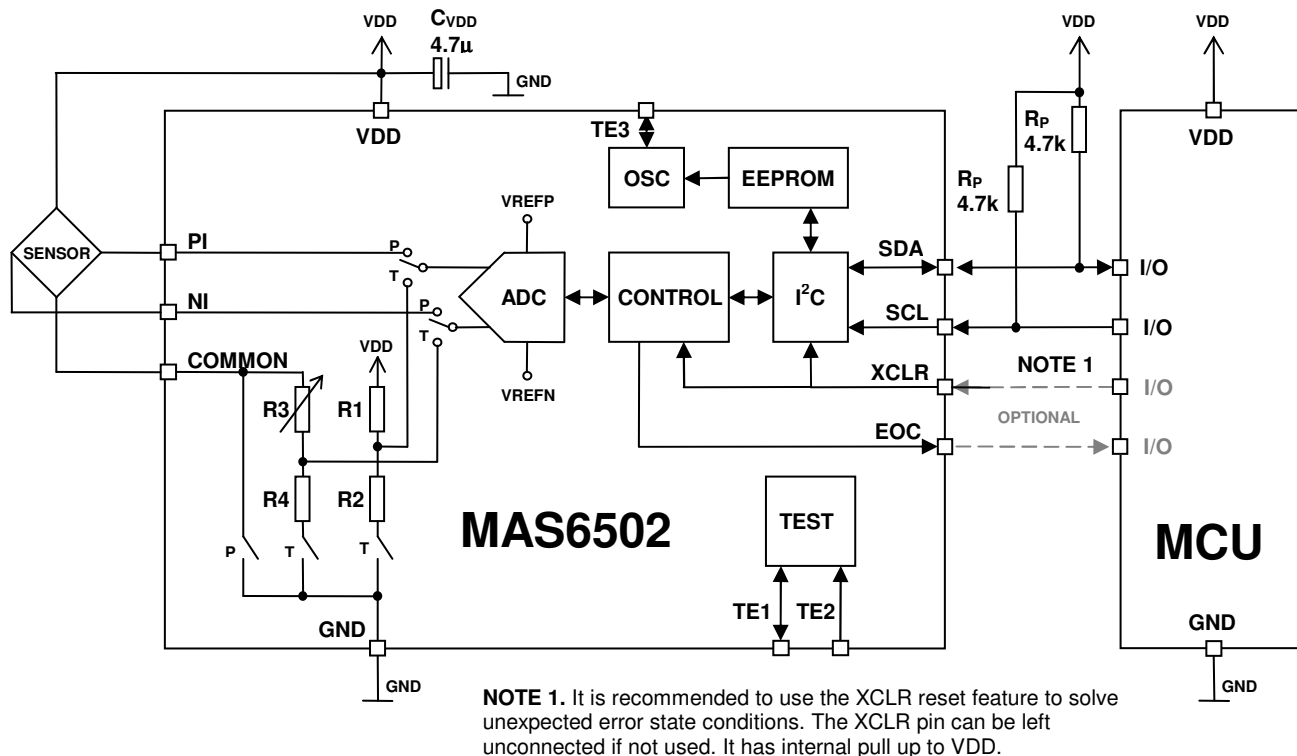 VDD
CVDD
4.7µ
GND
VDD
VDD
VDD
TE3
VDD
RP
4.7k
RP
4.7k
OSC
EEPROM
VREFP
SENSOR
PI
P
T
SDA
I/O
ADC
CONTROL
I²C
NI
P
T
SCL
I/O
VDD
COMMON
VREFN
XCLR
NOTE 1
I/O
R3
R1
OPTIONAL
EOC
I/O
R4
R2
TEST
MAS6502
MCU
P
T
T
TE1
TE2
GND
GND
GND
GND
NOTE 1. It is recommended to use the XCLR reset feature to solve
unexpected error state conditions. The XCLR pin can be left
unconnected if not used. It has internal pull up to VDD.